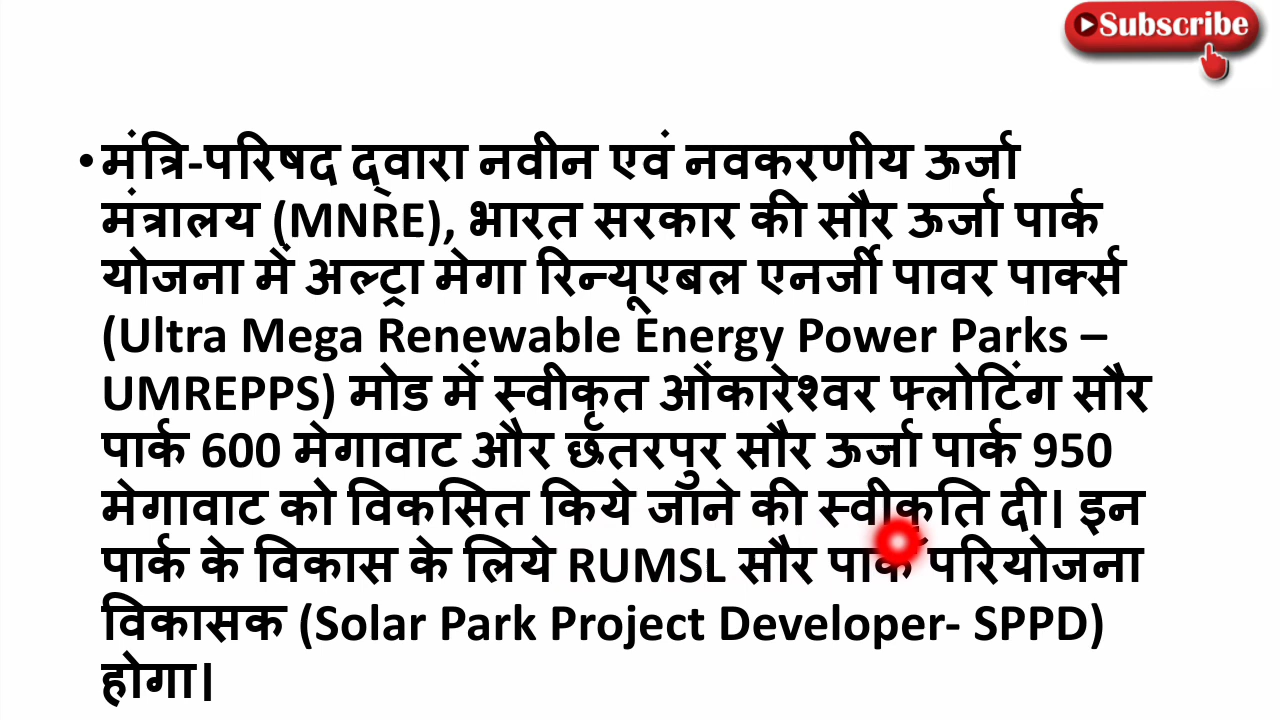 Subscribe
• मंत्रि-परिषद द्वारा नवीन एवं नवकरणीय ऊर्जा
मंत्रालय (MNRE), भारत सरकार की सौर ऊर्जा पार्क
योजना में अल्ट्रा मेगा रिन्यूएबल एनर्जी पावर पार्क्स
(Ultra Mega Renewable Energy Power Parks –
UMREPPS) मोड में स्वीकृत ओंकारेश्वर फ्लोटिंग सौर
पार्क 600 मेगावाट और छतरपुर सौर ऊर्जा पार्क 950
मेगावाट को विकसित किये जाने की स्वीकृति दी। इन
पार्क के विकास के लिये RUMSL सौर पार्क परियोजना
विकासक (Solar Park Project Developer- SPPD)
होगा।